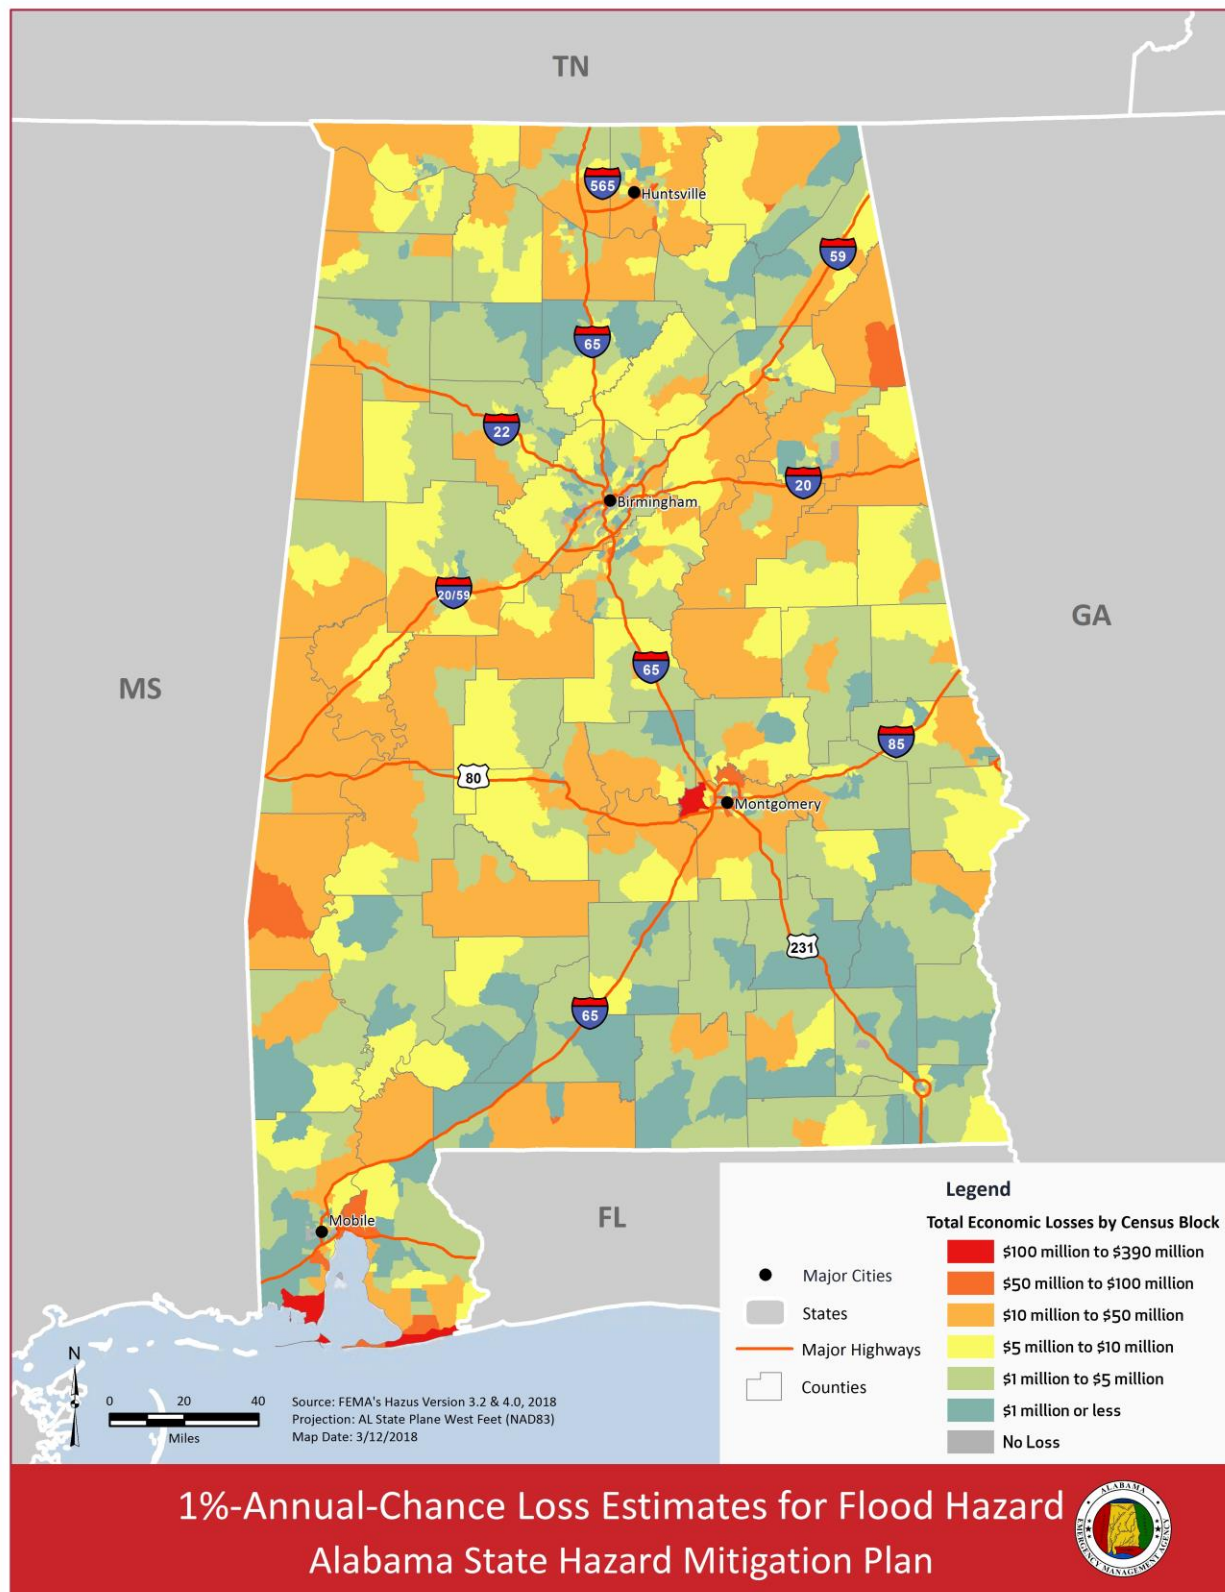 TN
565
Huntsville
59
65
22
20
Birmingham
20/59
GA
65
MS
85
80
Montgomery
231
65
Mobile
FL
Legend
Total Economic Losses by Census Block
$100 million to $390 million
$50 million to $100 million
$10 million to $50 million
$5 million to $10 million
$1 million to $5 million
$1 million or less
No Loss
Major Cities
States
Major Highways
Counties
N
0 20 40
Miles
Source: FEMA's Hazus Version 3.2 & 4.0, 2018
Projection: AL State Plane West Feet (NAD83)
Map Date: 3/12/2018
1%-Annual-Chance Loss Estimates for Flood Hazard
Alabama State Hazard Mitigation Plan
ALABAMA
EMERGENCY MANAGEMENT AGENCY